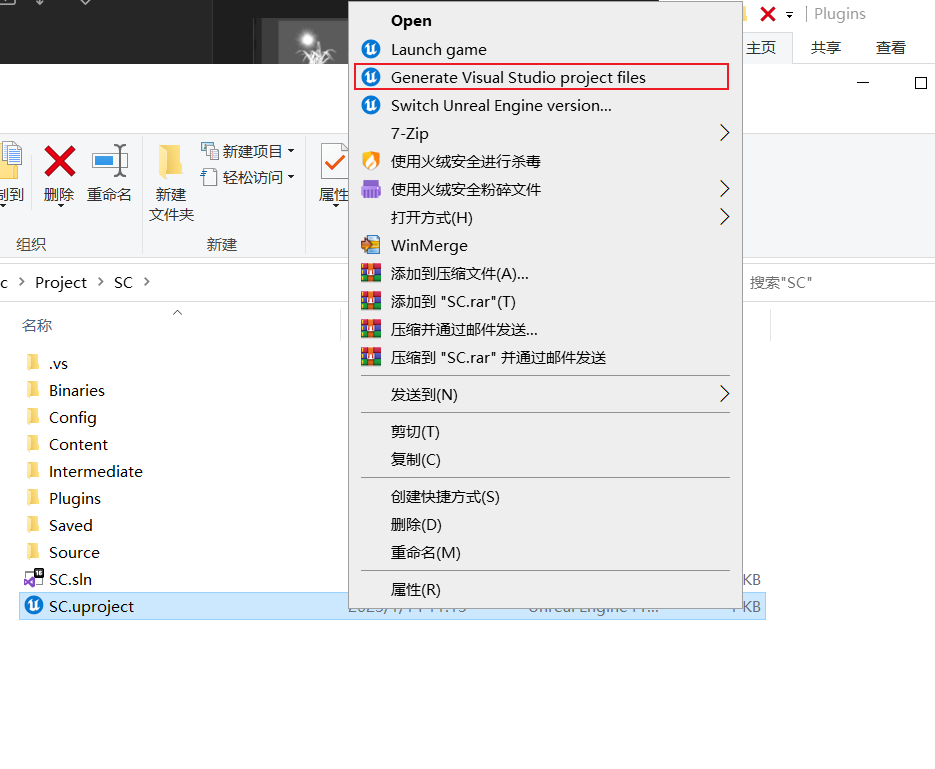 Plugins
主页
共享
查看
制到
删除
重命名
新建
文件夹
新建项目
轻松访问
属性
组织
新建
c > Project > SC >
搜索"SC"
名称
.vs
Binaries
Config
Content
Intermediate
Plugins
Saved
Source
SC.sln
KB
SC.uproject
KB
Open
Launch game
Generate Visual Studio project files
Switch Unreal Engine version...
7-Zip
使用火绒安全进行杀毒
使用火绒安全粉碎文件
打开方式(H)
WinMerge
添加到压缩文件(A)...
添加到 "SC.rar"(T)
压缩并通过邮件发送...
压缩到 "SC.rar" 并通过邮件发送
发送到(N)
剪切(T)
复制(C)
创建快捷方式(S)
删除(D)
重命名(M)
属性(R)